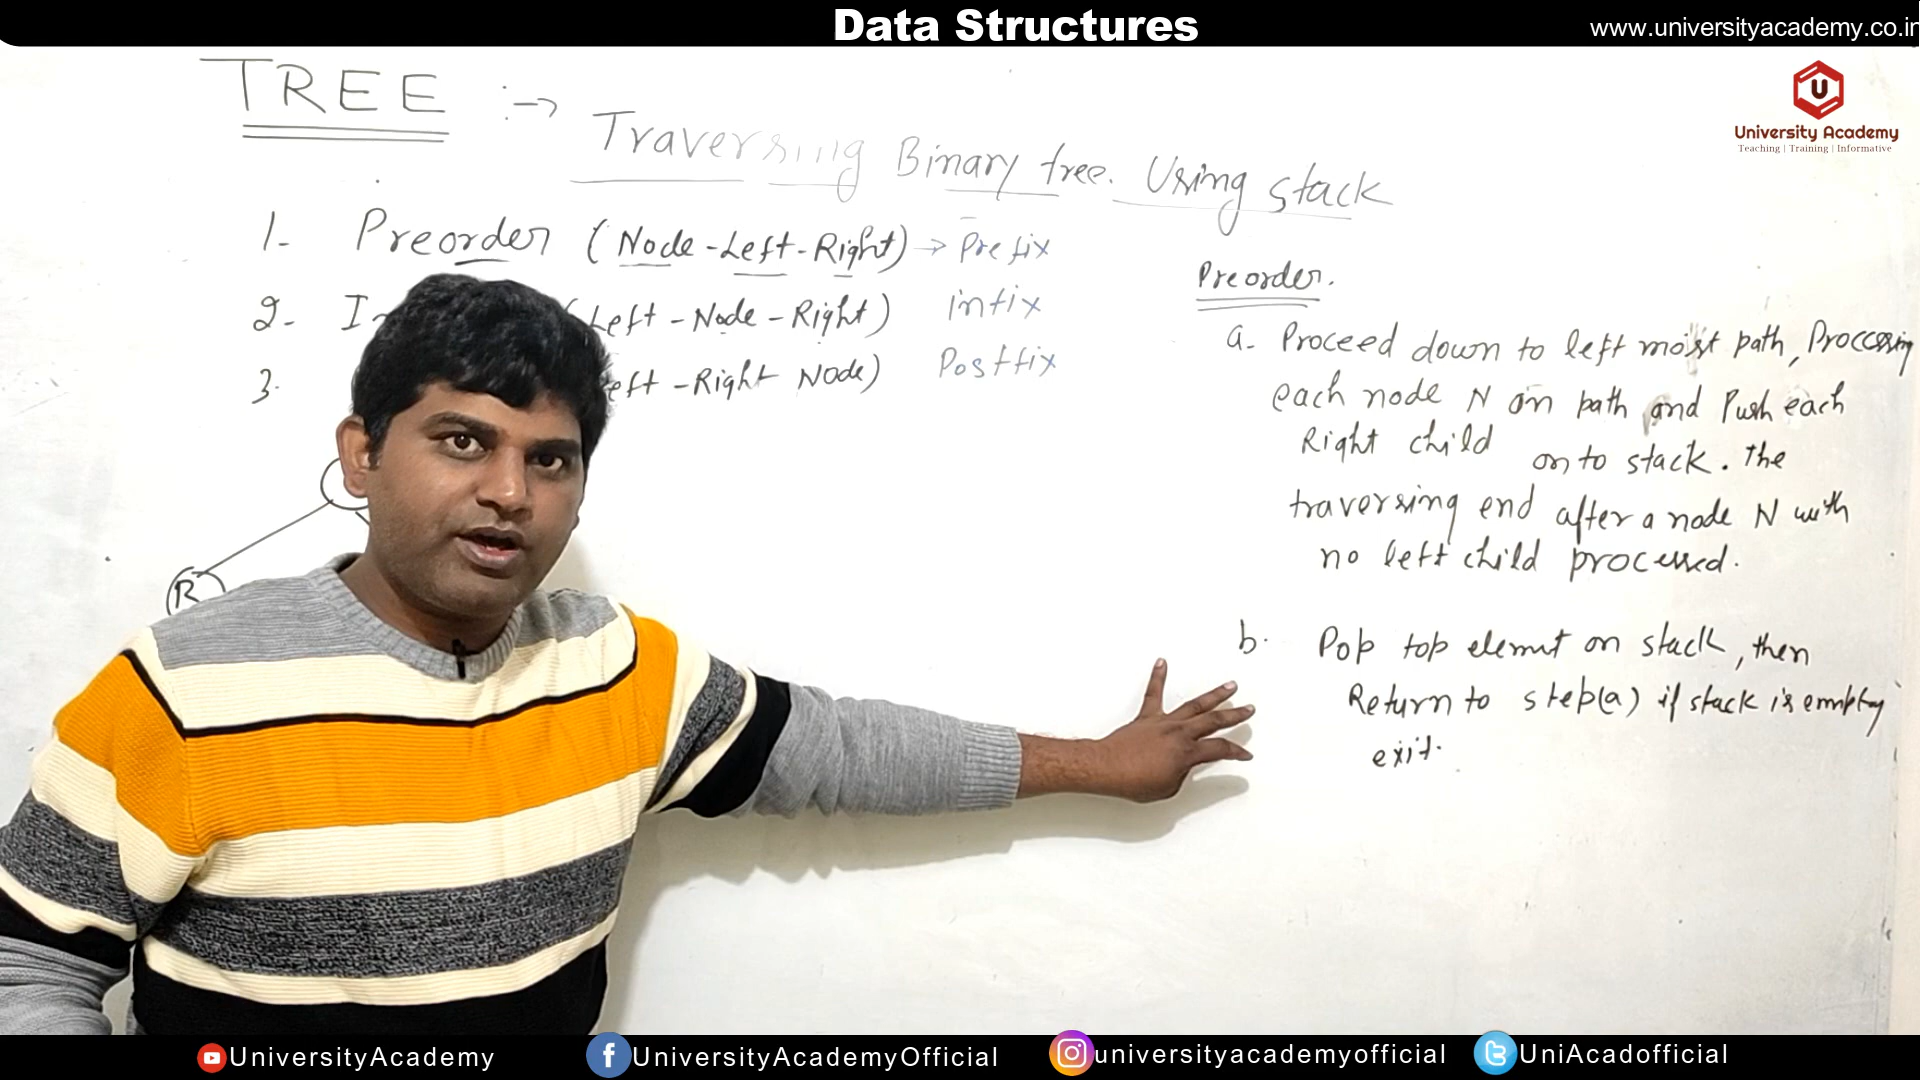 Data Structures
www.universityacademy.co.in
TREE :→ Traversing Binary tree. Using stack
U
University Academy
Teaching | Training | Informative
1- Preorder (Node-Left-Right) → Prefix
2- In Left-Node-Right) infix
3. eft-Right Node) Postfix
R
Preorder.
a- Proceed down to left most path, Proccessing
each node N on path and Push each
Right child on to stack. The
traversing end after a node N with
no left child processed.
b. Pop top elemnt on stack, then
Return to step(a) if stack is empty
exit.
UniversityAcademy
UniversityAcademyOfficial
universityacademyofficial
UniAcadofficial